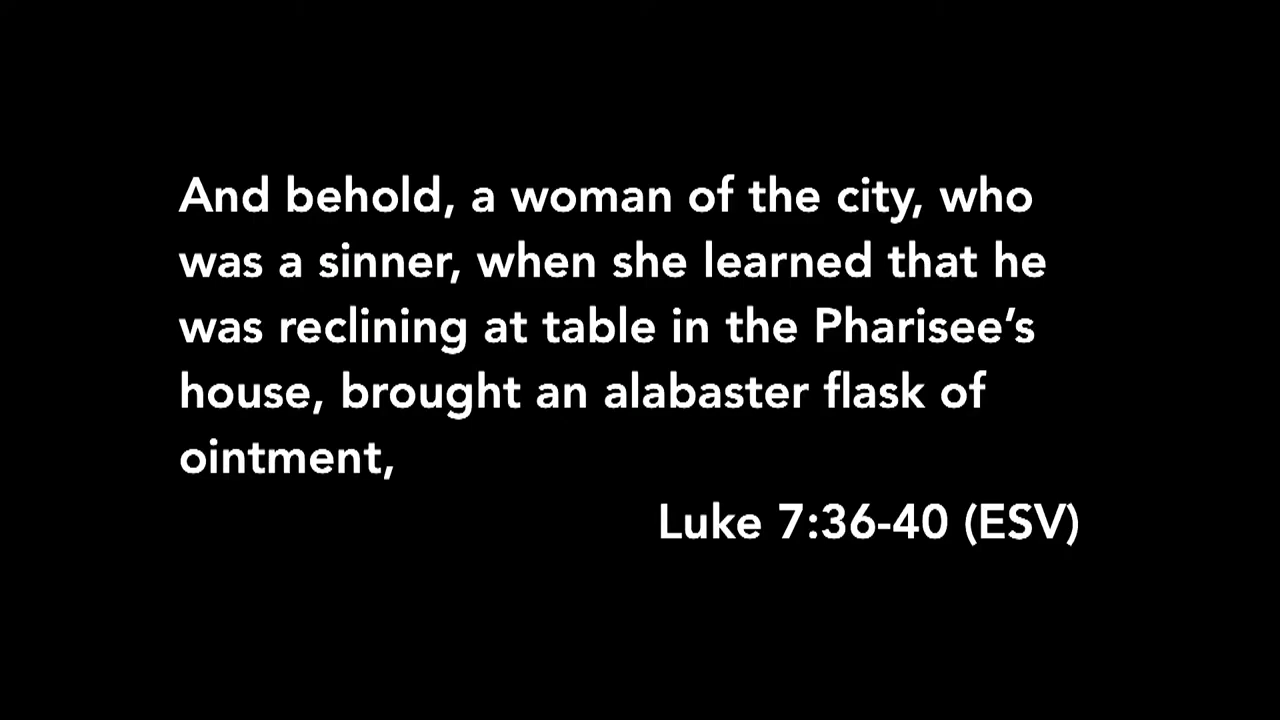 And behold, a woman of the city, who
was a sinner, when she learned that he
was reclining at table in the Pharisee’s
house, brought an alabaster flask of
ointment,
Luke 7:36-40 (ESV)